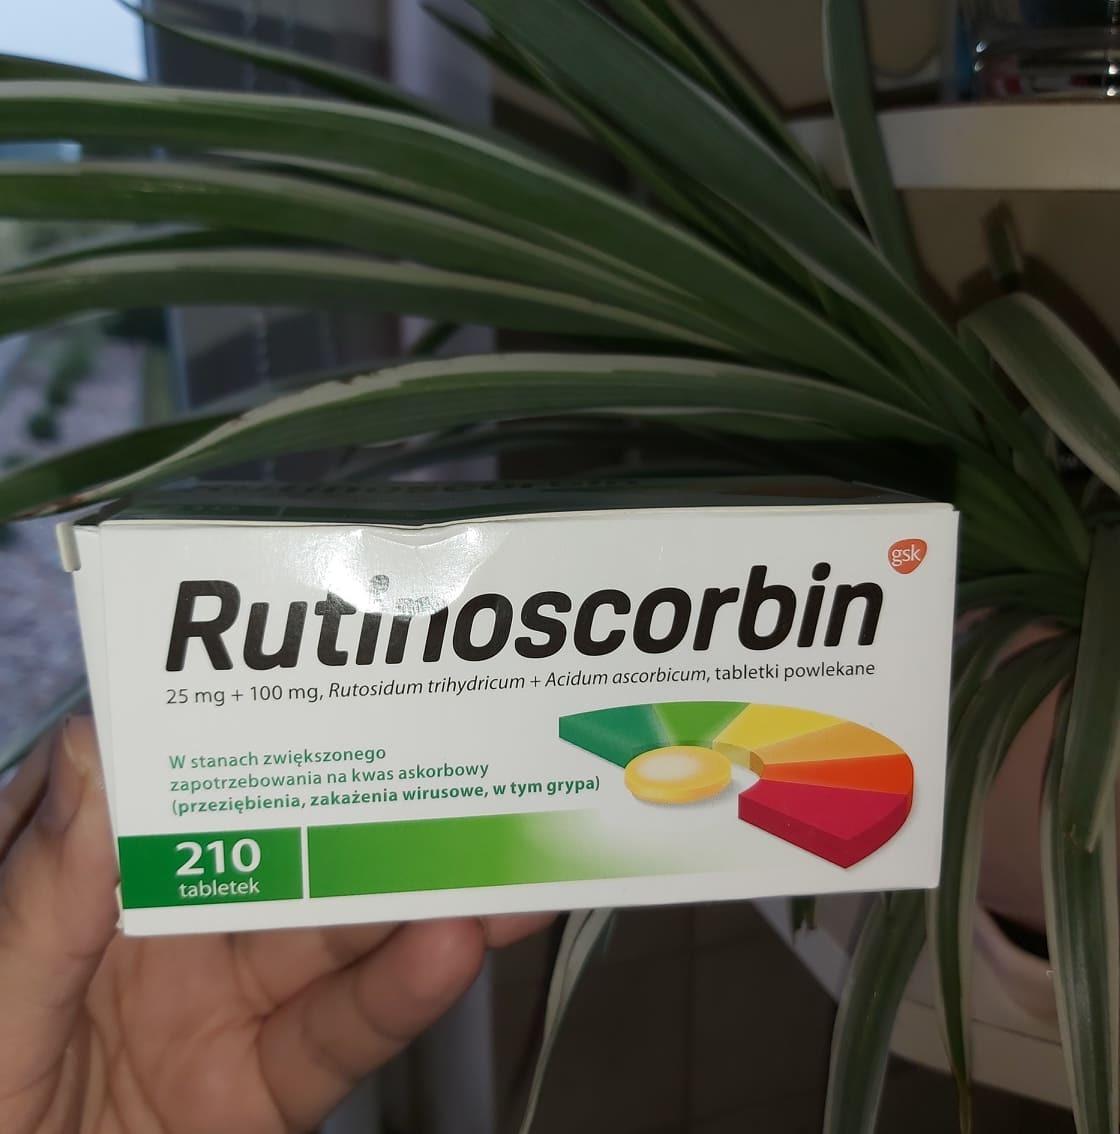 Rutinoscorbin
gsk
25 mg + 100 mg, Rutosidum trihydricum + Acidum ascorbicum, tabletki powlekane
W stanach zwiększonego
zapotrzebowania na kwas askorbowy
(przeziębienia, zakażenia wirusowe, w tym grypa)
210
tabletek